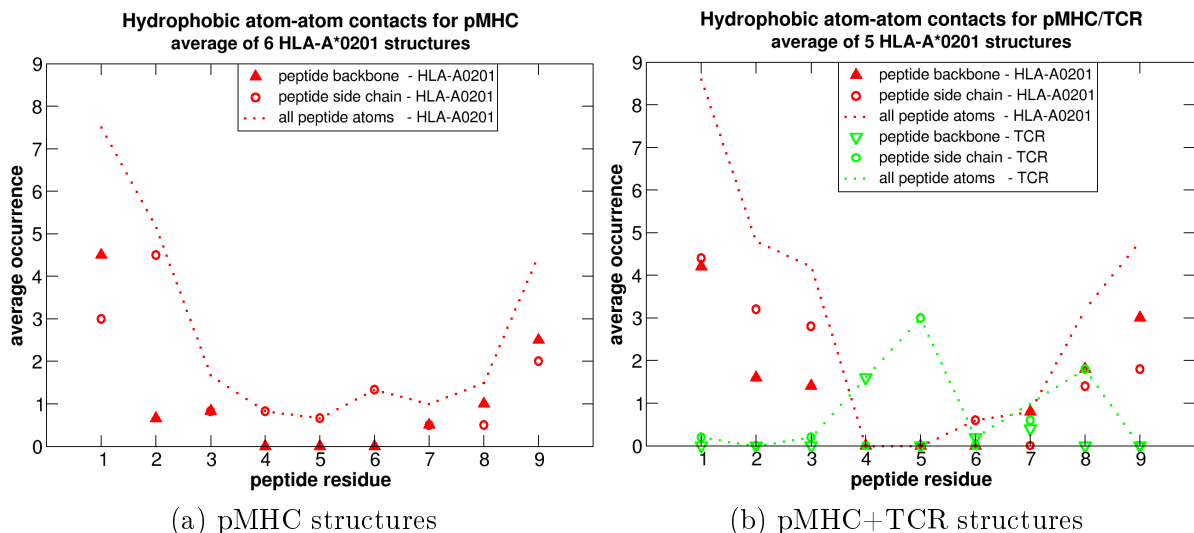 Hydrophobic atom-atom contacts for pMHC
average of 6 HLA-A*0201 structures
peptide backbone - HLA-A0201
peptide side chain - HLA-A0201
all peptide atoms - HLA-A0201
average occurrence
9
8
7
6
5
4
3
2
1
0
1 2 3 4 5 6 7 8 9
peptide residue
(a) pMHC structures
Hydrophobic atom-atom contacts for pMHC/TCR
average of 5 HLA-A*0201 structures
peptide backbone - HLA-A0201
peptide side chain - HLA-A0201
all peptide atoms - HLA-A0201
peptide backbone - TCR
peptide side chain - TCR
all peptide atoms - TCR
average occurrence
9
8
7
6
5
4
3
2
1
0
1 2 3 4 5 6 7 8 9
peptide residue
(b) pMHC+TCR structures